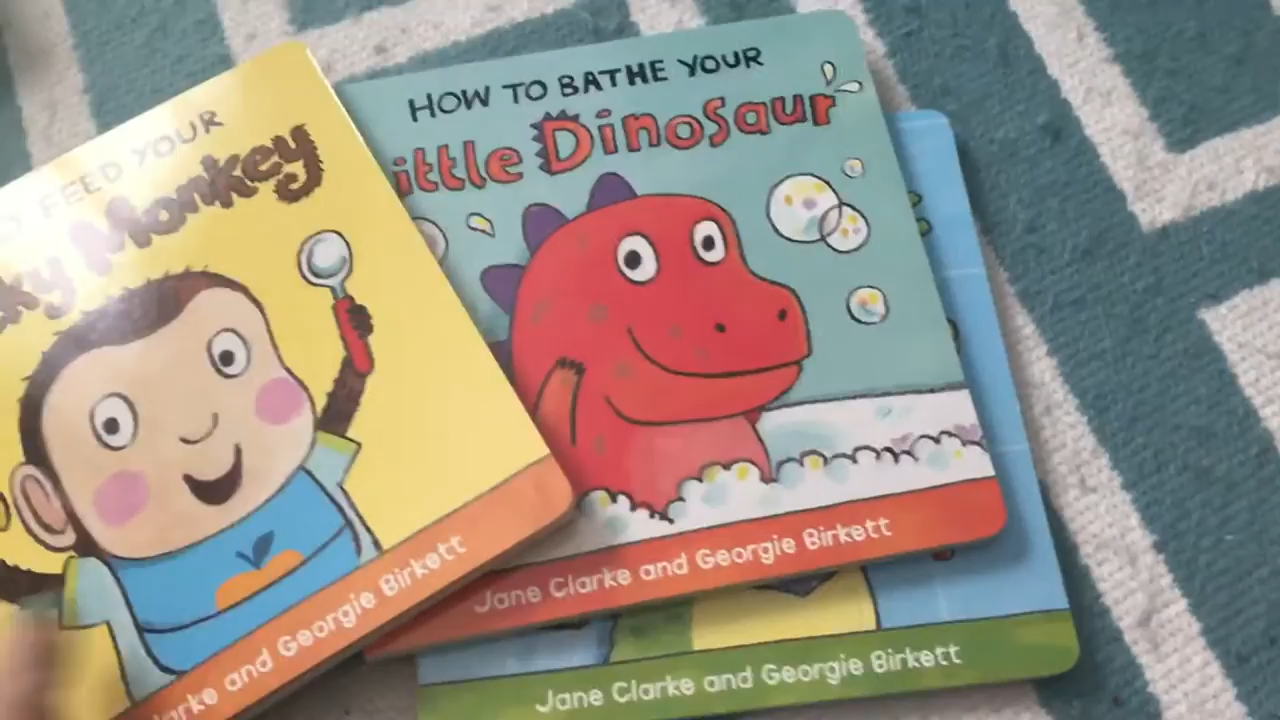 FEED YOUR
ky Monkey
arke and Georgie Birkett
HOW TO BATHE YOUR
ittle Dinosaur
Jane Clarke and Georgie Birkett
Jane Clarke and Georgie Birkett